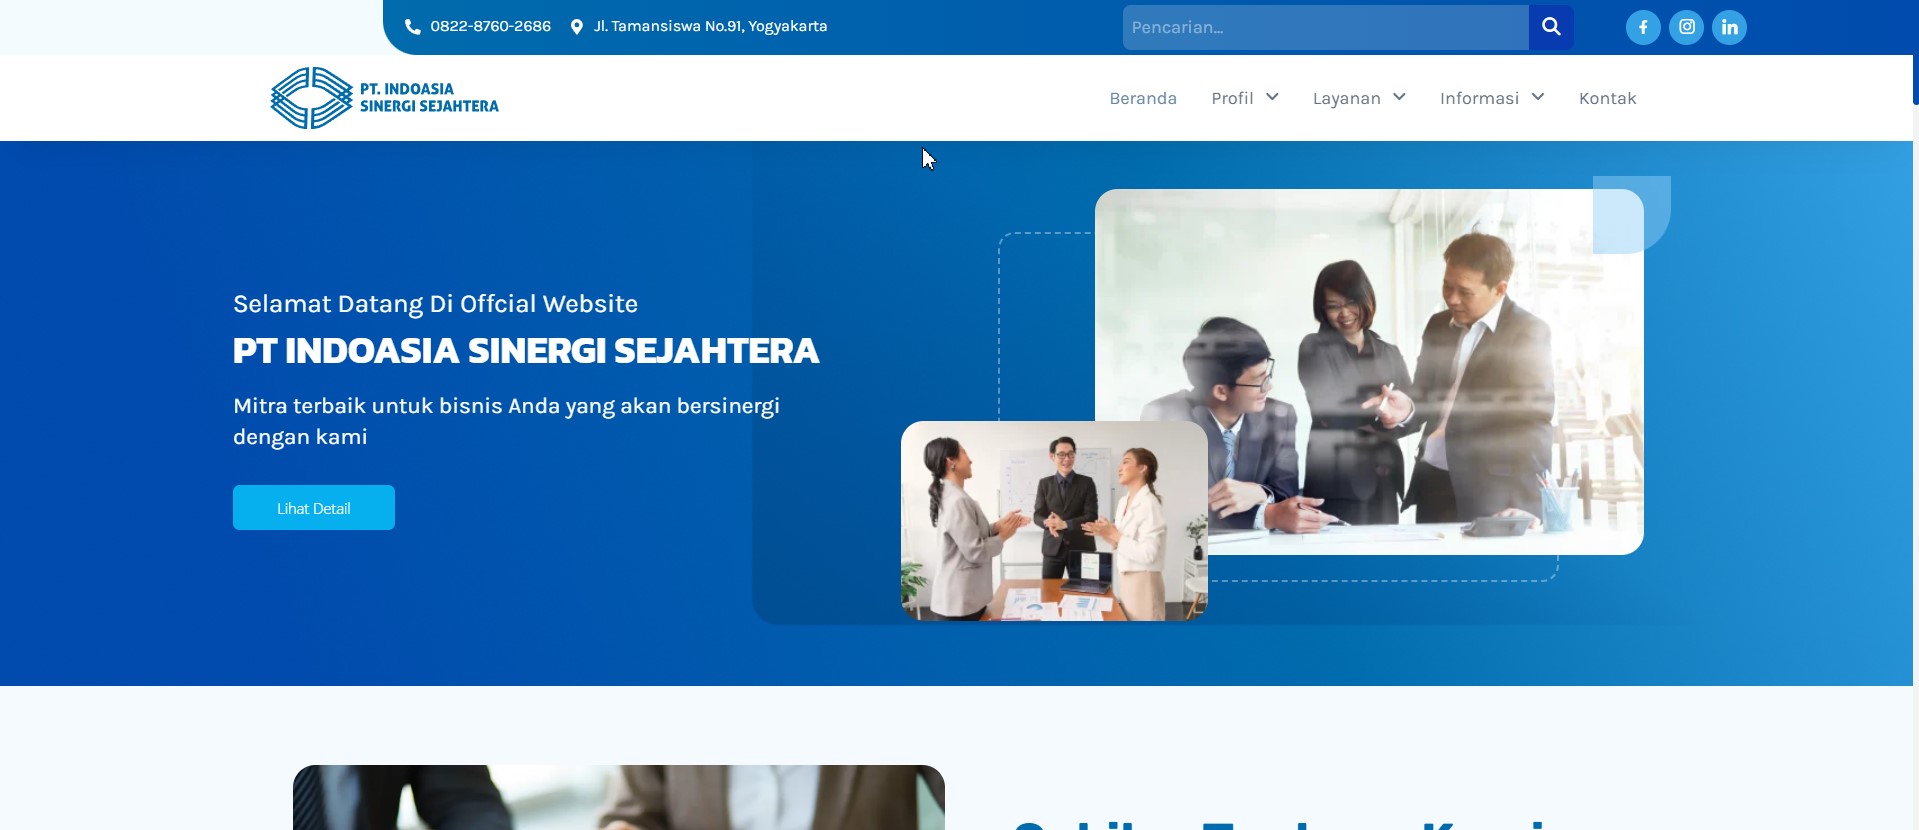 0822-8760-2686
Jl. Tamansiswa No.91, Yogyakarta
Pencarian...
PT. INDOASIA
SINERGI SEJAHTERA
Beranda
Profil
Layanan
Informasi
Kontak
Selamat Datang Di Offcial Website
PT INDOASIA SINERGI SEJAHTERA
Mitra terbaik untuk bisnis Anda yang akan bersinergi
dengan kami
Lihat Detail